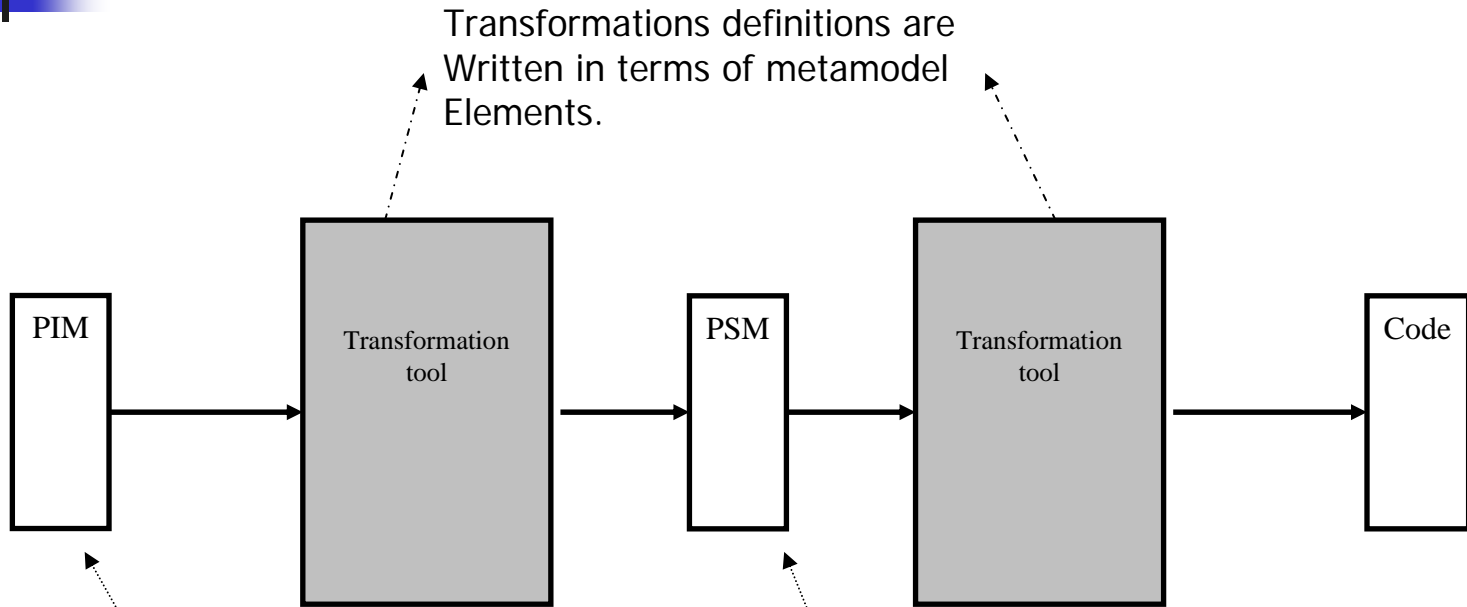 Transformations definitions are
Written in terms of metamodel
Elements.
PIM
Transformation
tool
PSM
Transformation
tool
Code